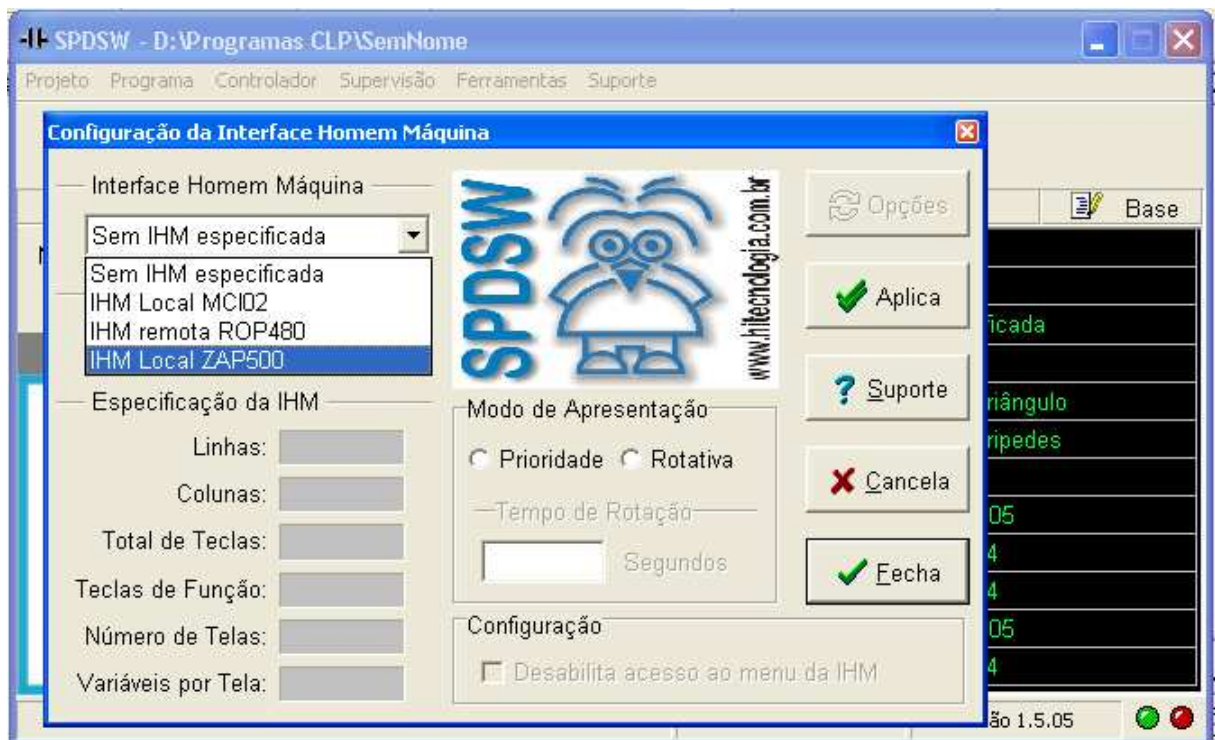 SPDSW - D:\Programas CLP\SemNome
Projeto Programa Controlador Supervisão Ferramentas Suporte
Configuração da Interface Homem Máquina
Interface Homem Máquina
Sem IHM especificada
Sem IHM especificada
IHM Local MCI02
IHM remota ROP480
IHM Local ZAP500
Especificação da IHM
Linhas:
Colunas:
Total de Teclas:
Teclas de Função:
Número de Telas:
Variáveis por Tela:
SPDSW
www.hitecnologia.com.br
Modo de Apresentação
Prioridade Rotativa
Tempo de Rotação
Segundos
Configuração
Desabilita acesso ao menu da IHM
Opções
Aplica
Suporte
Cancela
Fecha
Base
ficada
riângulo
ripedes
05
4
4
05
4
ão 1.5.05